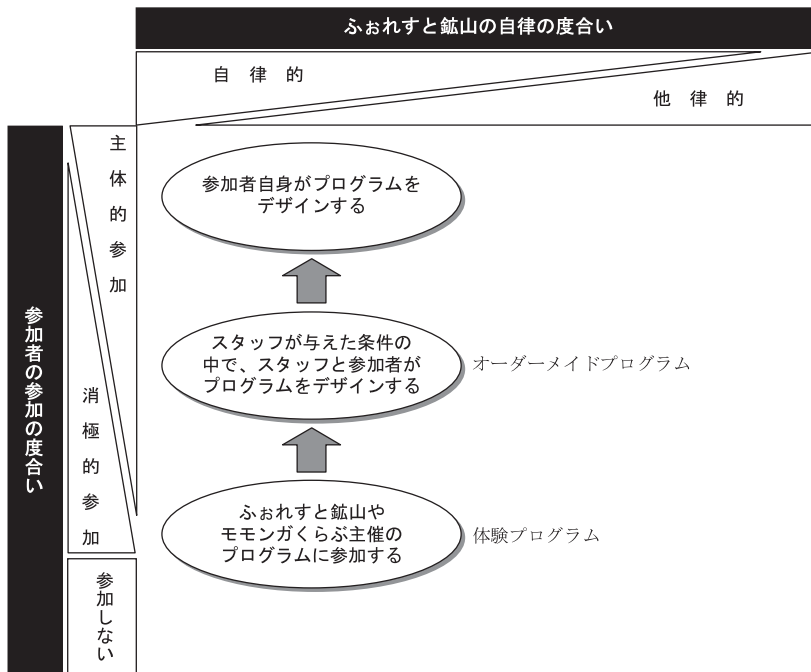 ふぉれすと鉱山の自律の度合い
自律的
他律的
参加者の参加の度合い
主体的参加
消極的参加
参加しない
参加者自身がプログラムを
デザインする
スタッフが与えた条件の
中で、スタッフと参加者が
プログラムをデザインする
オーダーメイドプログラム
ふぉれすと鉱山や
モモンガくらぶ主催の
プログラムに参加する
体験プログラム